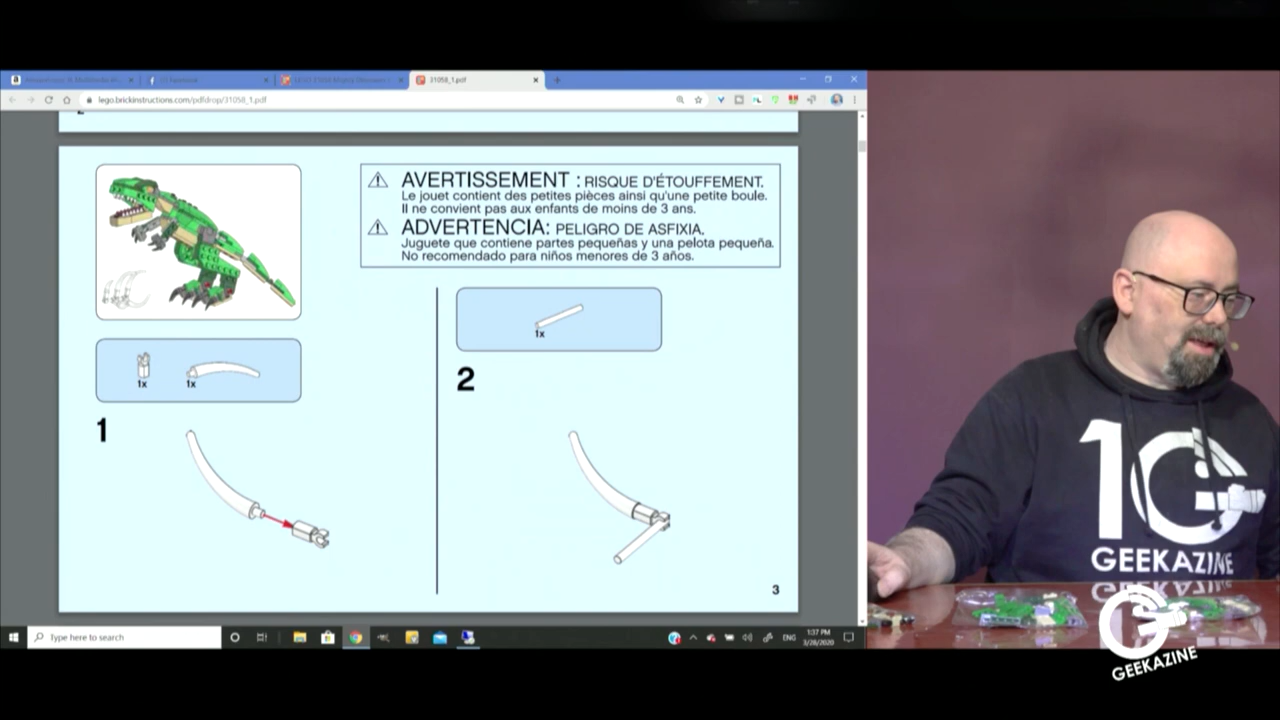 31058_1.pdf
lego.brickinstructions.com/pdfdrop/31058_1.pdf
AVERTISSEMENT : RISQUE D'ÉTOUFFEMENT.
Le jouet contient des petites pièces ainsi qu'une petite boule.
Il ne convient pas aux enfants de moins de 3 ans.
ADVERTENCIA: PELIGRO DE ASFIXIA.
Juguete que contiene partes pequeñas y una pelota pequeña.
No recomendado para niños menores de 3 años.
1x
1x
1
1x
2
3
Type here to search
ENG
1:37 PM
3/28/2020
10
GEEKAZINE
GEEKAZINE